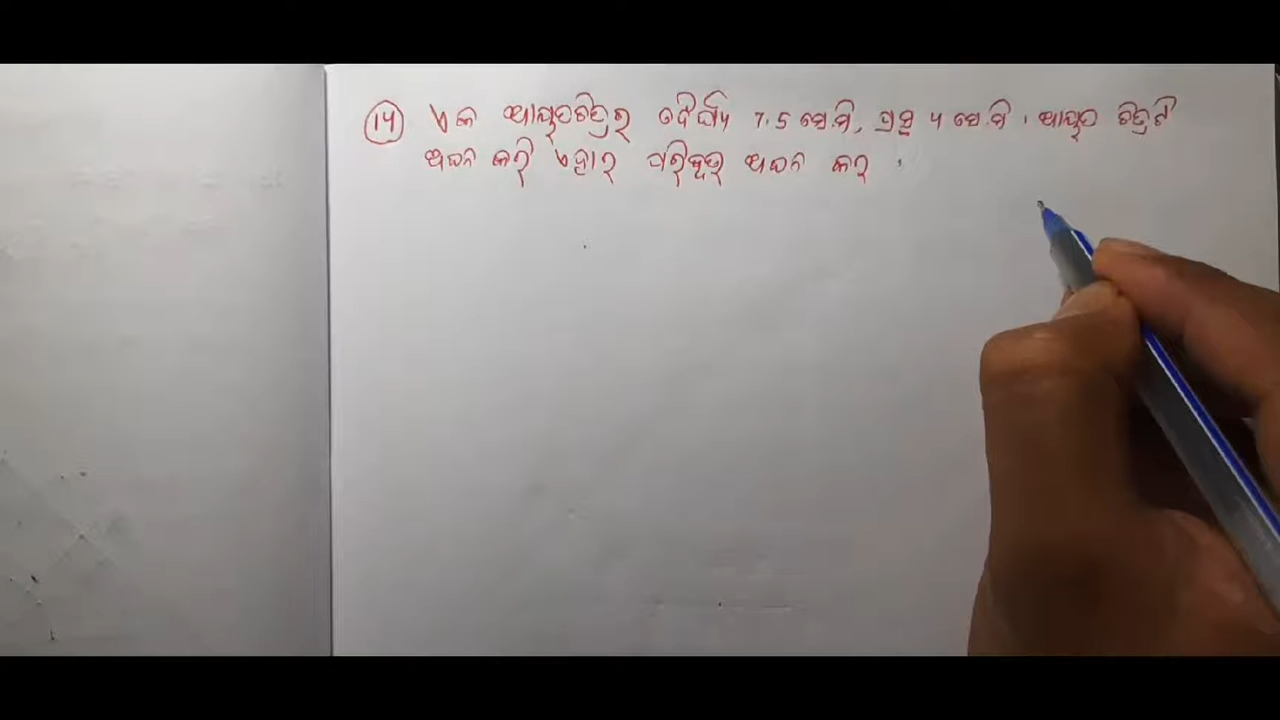 (14) ଏକ ଆୟତଚିତ୍ରର ଦୈର୍ଘ୍ୟ 7.5 ସେ.ମି, ପ୍ରସ୍ଥ 4 ସେ.ମି । ଆୟତ ଚିତ୍ରଟି
ଅଙ୍କନ କରି ଏହାର ପରିବୃତ୍ତ ଅଙ୍କନ କର ।